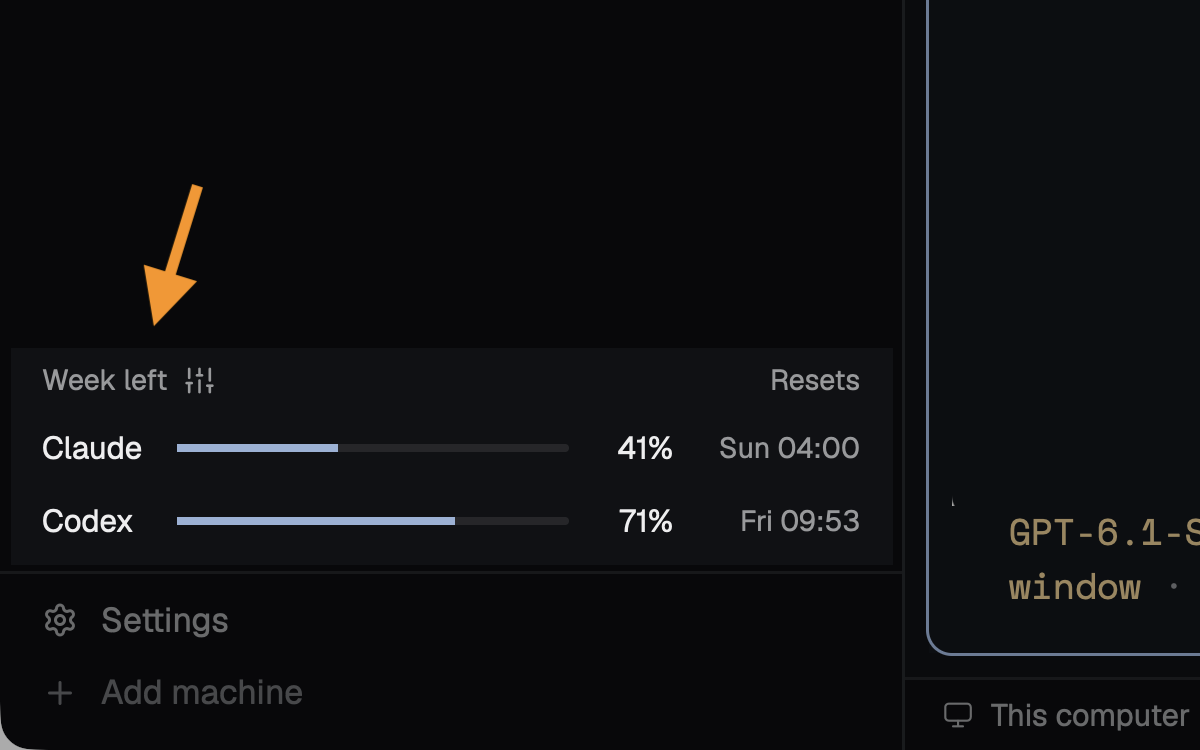 Week left Resets
Claude 41% Sun 04:00
Codex 71% Fri 09:53
Settings
Add machine
GPT-6.1-S
window ·
This computer